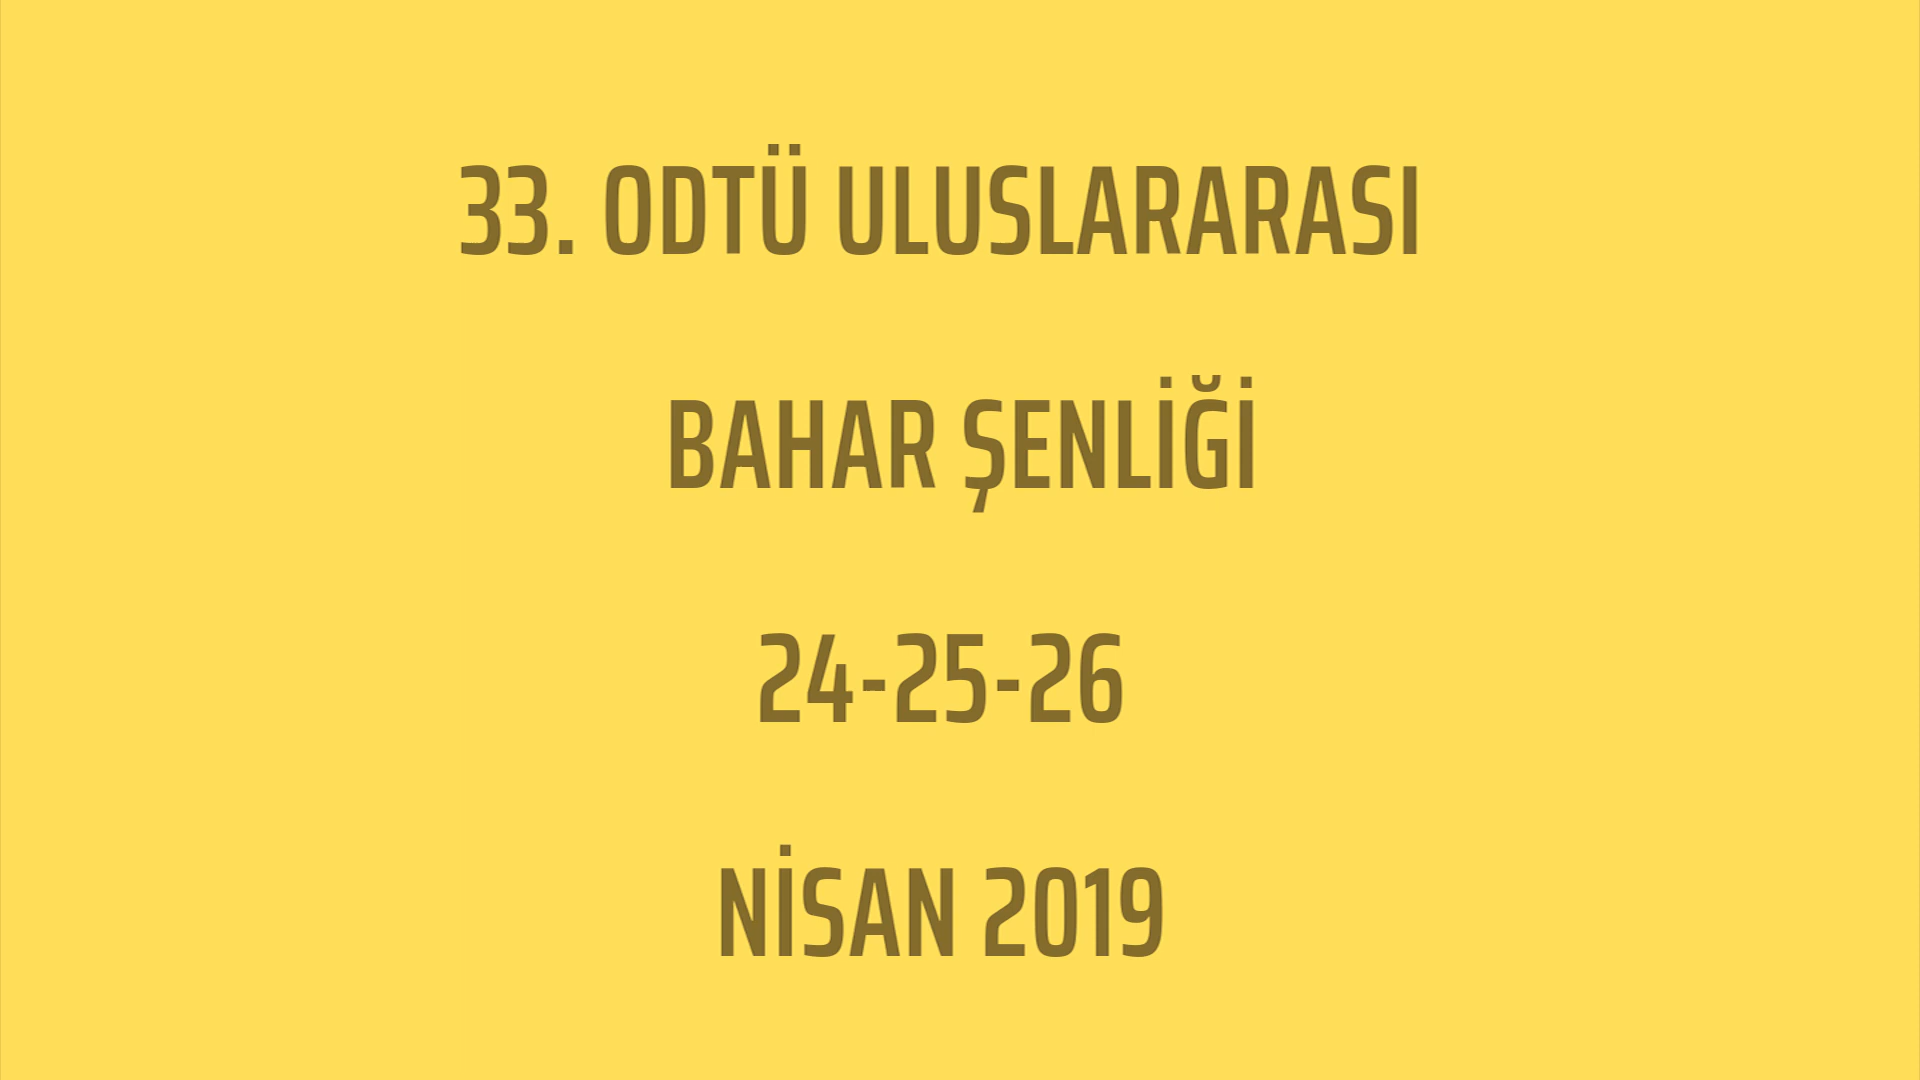 33. ODTÜ ULUSLARARASI
BAHAR ŞENLİĞİ
24-25-26
NİSAN 2019